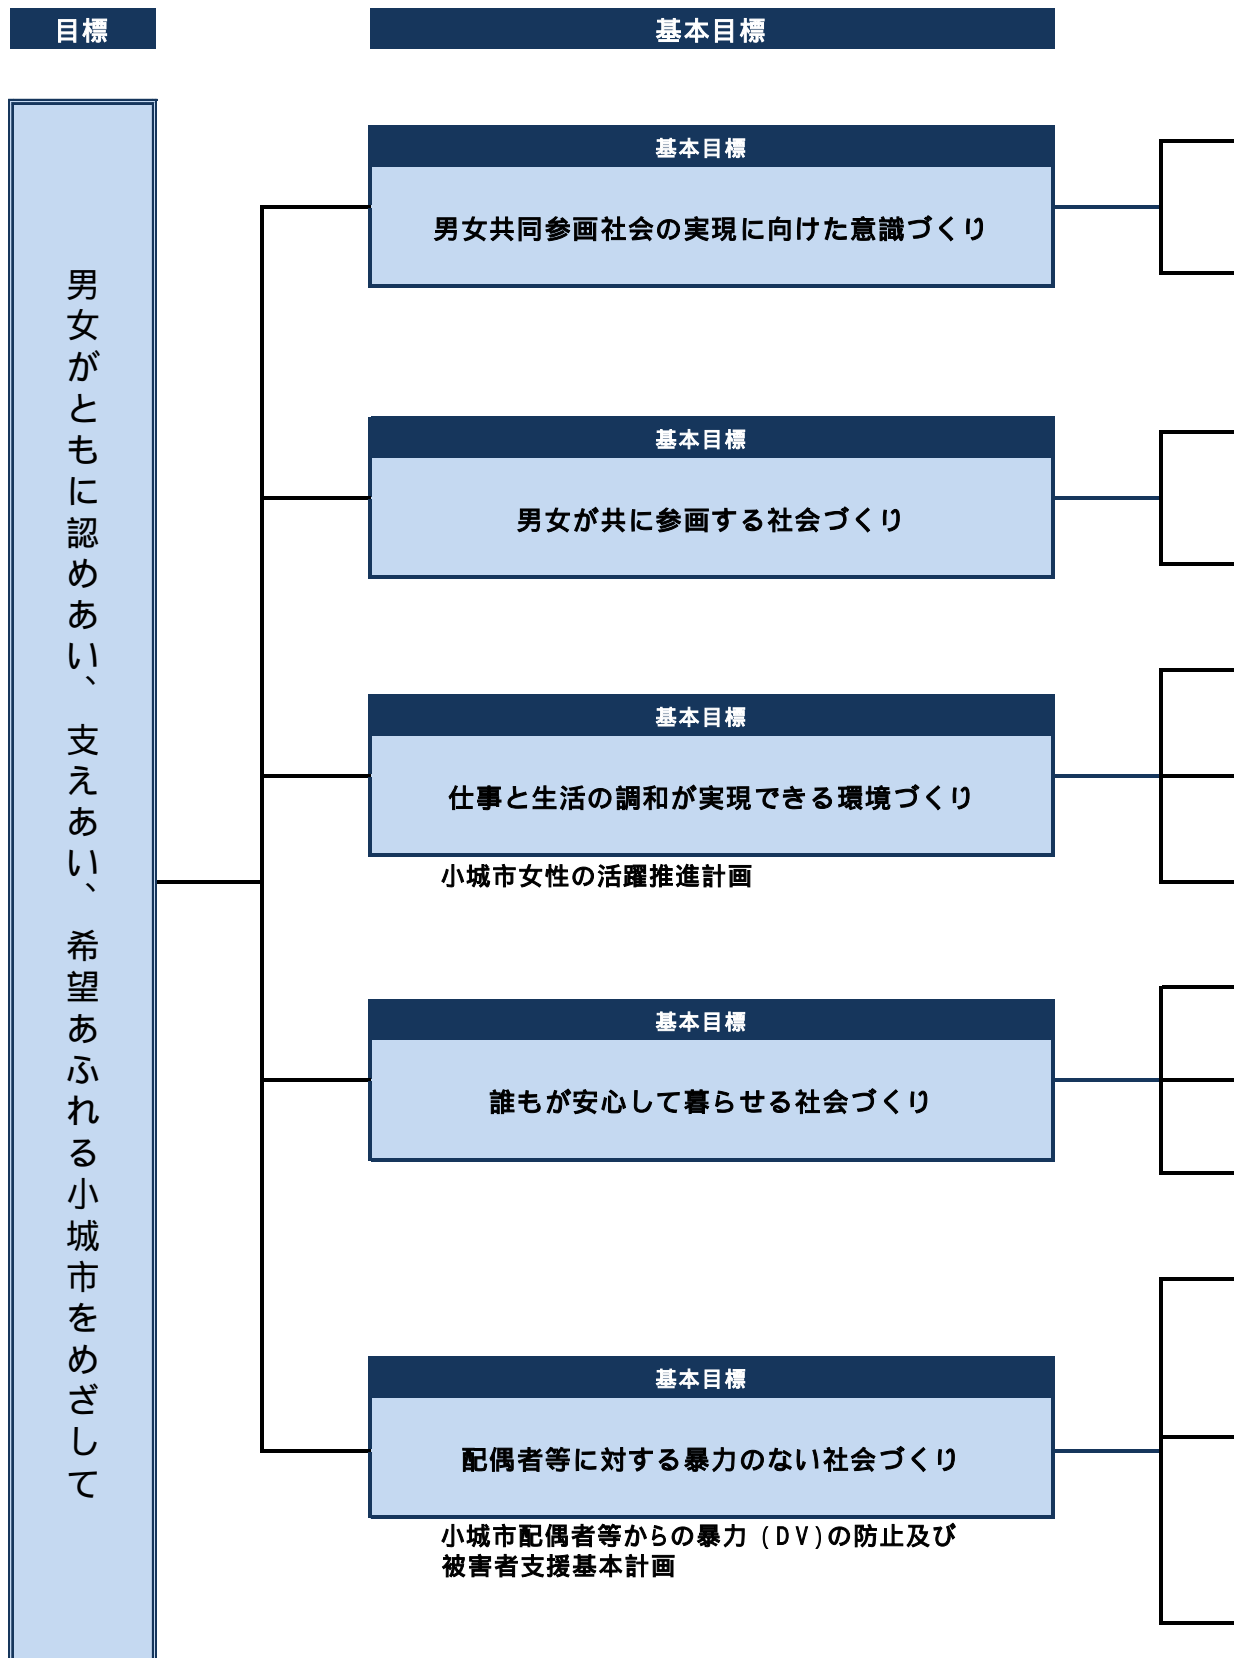 目標
基本目標
男女がともに認めあい、支えあい、希望あふれる小城市をめざして
基本目標
男女共同参画社会の実現に向けた意識づくり
基本目標
男女が共に参画する社会づくり
基本目標
仕事と生活の調和が実現できる環境づくり
小城市女性の活躍推進計画
基本目標
誰もが安心して暮らせる社会づくり
基本目標
配偶者等に対する暴力のない社会づくり
小城市配偶者等からの暴力（DV)の防止及び
被害者支援基本計画